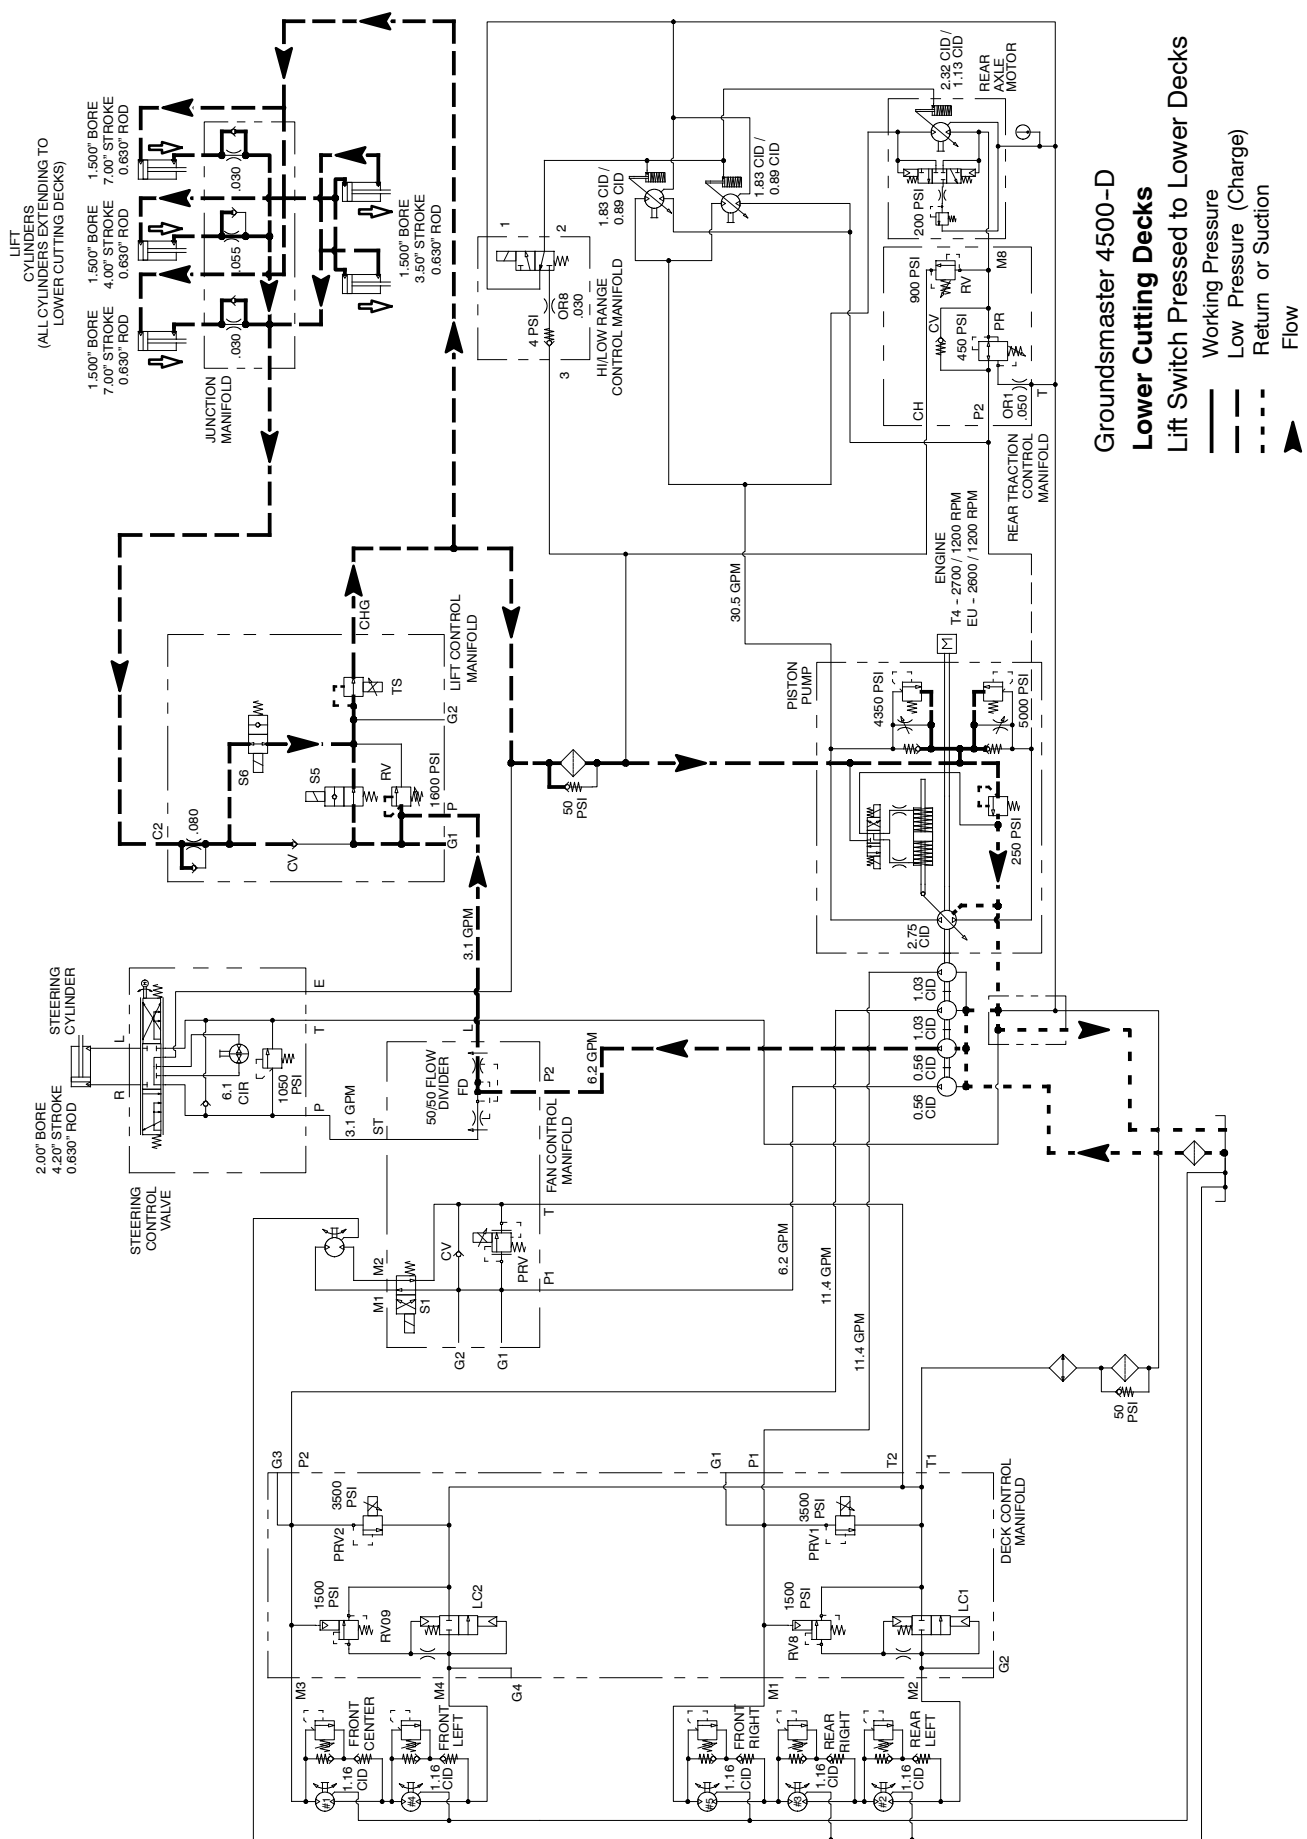 LIFT
CYLINDERS
(ALL CYLINDERS EXTENDING TO
LOWER CUTTING DECKS)
1.500" BORE
7.00" STROKE
0.630" ROD
1.500" BORE
4.00" STROKE
0.630" ROD
1.500" BORE
7.00" STROKE
0.630" ROD
JUNCTION
MANIFOLD
.030
.055
.030
1.500" BORE
3.50" STROKE
0.630" ROD
1
2
3
4 PSI
OR8
.030
HI/LOW RANGE
CONTROL MANIFOLD
1.83 CID /
0.89 CID
1.83 CID /
0.89 CID
2.32 CID /
1.13 CID
REAR
AXLE
MOTOR
200 PSI
M8
900 PSI
RV
CV
450 PSI
PR
CH
P2
OR1
.050
T
REAR TRACTION
CONTROL
MANIFOLD
30.5 GPM
ENGINE
T4 - 2700 / 1200 RPM
EU - 2600 / 1200 RPM
M
PISTON
PUMP
4350 PSI
5000 PSI
250 PSI
2.75
CID
1.03
CID
1.03
CID
0.56
CID
0.56
CID
50
PSI
C2
.080
CV
S6
S5
RV
1600 PSI
TS
CHG
G2
P
G1
LIFT CONTROL
MANIFOLD
3.1 GPM
STEERING
CYLINDER
2.00" BORE
4.20" STROKE
0.630" ROD
L
R
E
T
P
6.1
CIR
1050
PSI
STEERING
CONTROL
VALVE
3.1 GPM
ST
L
50/50 FLOW
DIVIDER
FD
P2
6.2 GPM
FAN CONTROL
MANIFOLD
M1
M2
S1
CV
PRV
T
P1
G2
G1
6.2 GPM
11.4 GPM
11.4 GPM
50
PSI
G3
P2
G1
P1
T2
T1
3500
PSI
PRV2
3500
PSI
PRV1
DECK CONTROL
MANIFOLD
1500
PSI
RV09
LC2
1500
PSI
RV8
LC1
M3
M4
G4
M1
M2
G2
#1
1.16
CID
FRONT
CENTER
#4
1.16
CID
FRONT
LEFT
#5
1.16
CID
FRONT
RIGHT
#3
1.16
CID
REAR
RIGHT
#2
1.16
CID
REAR
LEFT
Groundsmaster 4500-D
Lower Cutting Decks
Lift Switch Pressed to Lower Decks
Working Pressure
Low Pressure (Charge)
Return or Suction
Flow